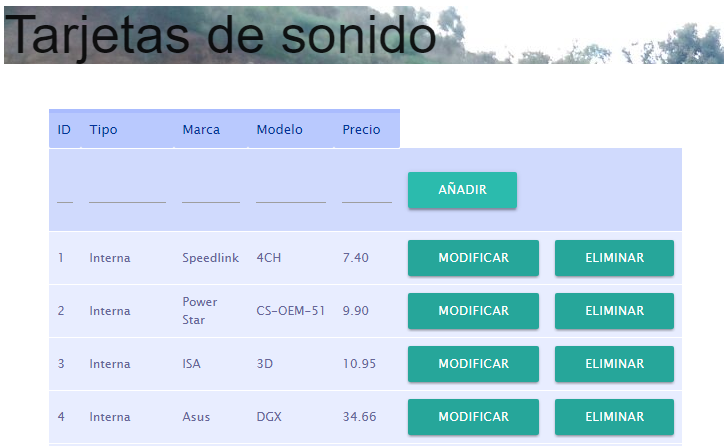 Tarjetas de sonido
ID Tipo Marca Modelo Precio
AÑADIR
1 Interna Speedlink 4CH 7.40 MODIFICAR ELIMINAR
2 Interna Power Star CS-OEM-51 9.90 MODIFICAR ELIMINAR
3 Interna ISA 3D 10.95 MODIFICAR ELIMINAR
4 Interna Asus DGX 34.66 MODIFICAR ELIMINAR